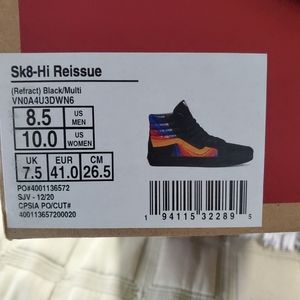 Sk8-Hi Reissue
(Refract) Black/Multi
VN0A4U3DWN6
8.5 US MEN
10.0 US WOMEN
UK EUR CM
7.5 41.0 26.5
PO#4001136572
SJV - 12/20
CPSIA PO/CUT#
400113657200020
1 94115 32289 5